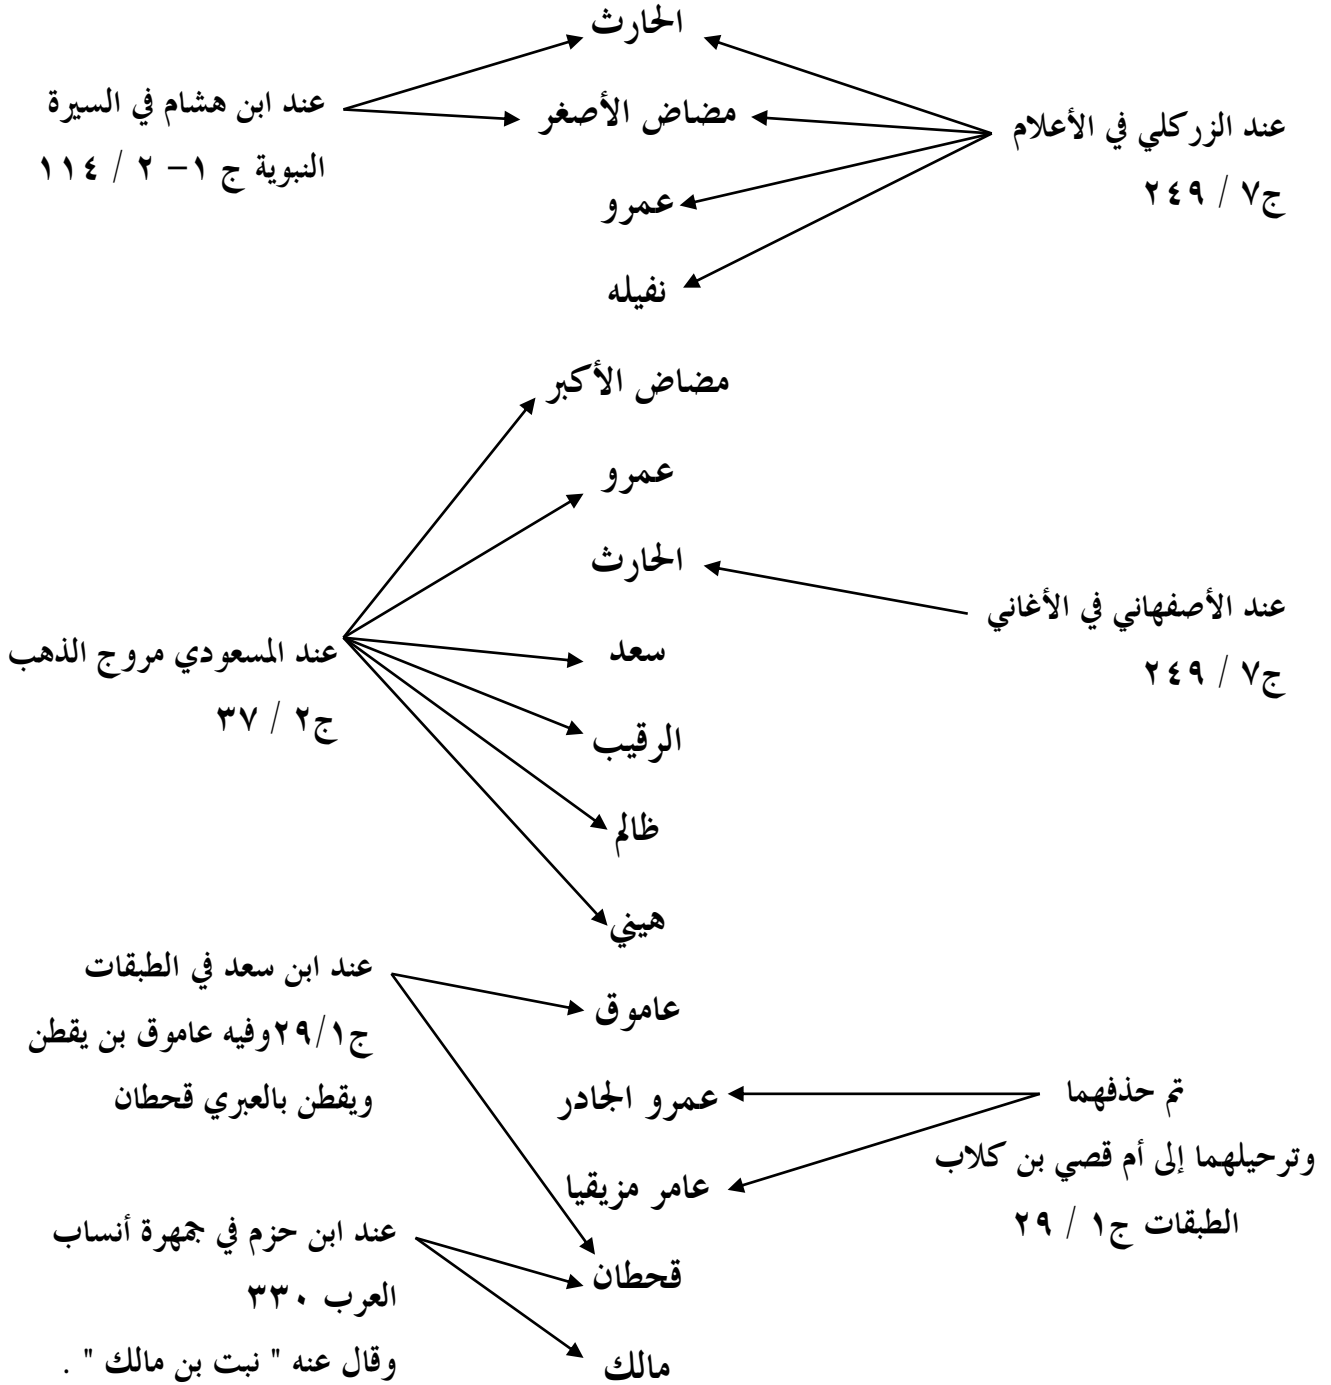 الحارث
عند ابن هشام في السيرة
النبوية ج ١– ٢ / ١١٤
مضاض الأصغر
عند الزركلي في الأعلام
ج٧ / ٢٤٩
عمرو
نفيله
مضاض الأكبر
عمرو
الحارث
عند الأصفهاني في الأغاني
ج٧ / ٢٤٩
سعد
عند المسعودي مروج الذهب
ج٢ / ٣٧
الرقيب
ظالم
هيني
عند ابن سعد في الطبقات
ج٢٩/١وفيه عاموق بن يقطن
ويقطن بالعبري قحطان
عاموق
عمرو الجادر
تم حذفهما
وترحيلهما إلى أم قصي بن كلاب
الطبقات ج١ / ٢٩
عامر مزيقيا
عند ابن حزم في جمهرة أنساب
العرب ٣٣٠
وقال عنه " نبت بن مالك " .
قحطان
مالك